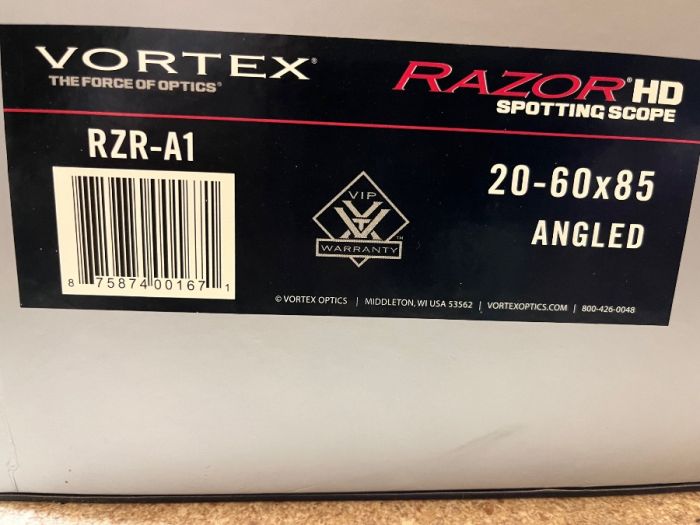 VORTEX®
THE FORCE OF OPTICS®
RAZOR® HD
SPOTTING SCOPE
RZR-A1
8 75874 00167 1
VIP
WARRANTY™
20-60x85
ANGLED
© VORTEX OPTICS | MIDDLETON, WI USA 53562 | VORTEXOPTICS.COM | 800-426-0048